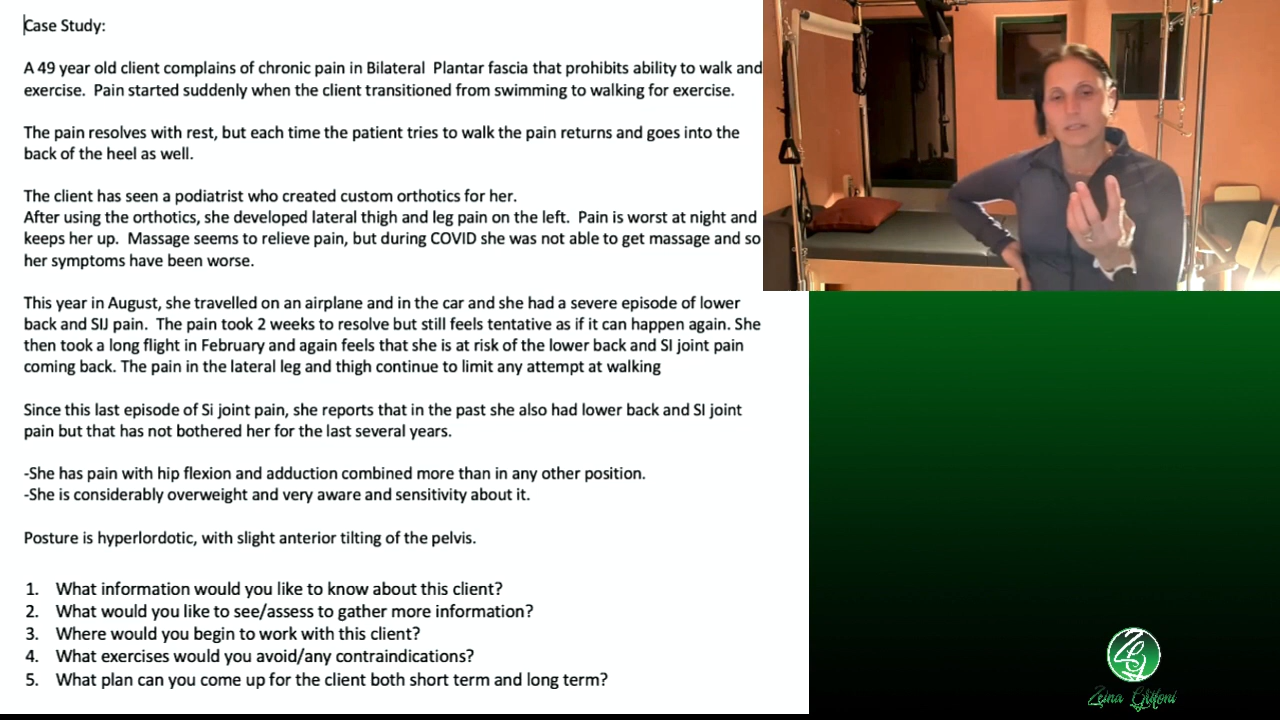 Case Study:
A 49 year old client complains of chronic pain in Bilateral Plantar fascia that prohibits ability to walk and
exercise. Pain started suddenly when the client transitioned from swimming to walking for exercise.
The pain resolves with rest, but each time the patient tries to walk the pain returns and goes into the
back of the heel as well.
The client has seen a podiatrist who created custom orthotics for her.
After using the orthotics, she developed lateral thigh and leg pain on the left. Pain is worst at night and
keeps her up. Massage seems to relieve pain, but during COVID she was not able to get massage and so
her symptoms have been worse.
This year in August, she travelled on an airplane and in the car and she had a severe episode of lower
back and SIJ pain. The pain took 2 weeks to resolve but still feels tentative as if it can happen again. She
then took a long flight in February and again feels that she is at risk of the lower back and SI joint pain
coming back. The pain in the lateral leg and thigh continue to limit any attempt at walking
Since this last episode of Si joint pain, she reports that in the past she also had lower back and SI joint
pain but that has not bothered her for the last several years.
-She has pain with hip flexion and adduction combined more than in any other position.
-She is considerably overweight and very aware and sensitivity about it.
Posture is hyperlordotic, with slight anterior tilting of the pelvis.
1. What information would you like to know about this client?
2. What would you like to see/assess to gather more information?
3. Where would you begin to work with this client?
4. What exercises would you avoid/any contraindications?
5. What plan can you come up for the client both short term and long term?
ZG
Zeina Grifoni